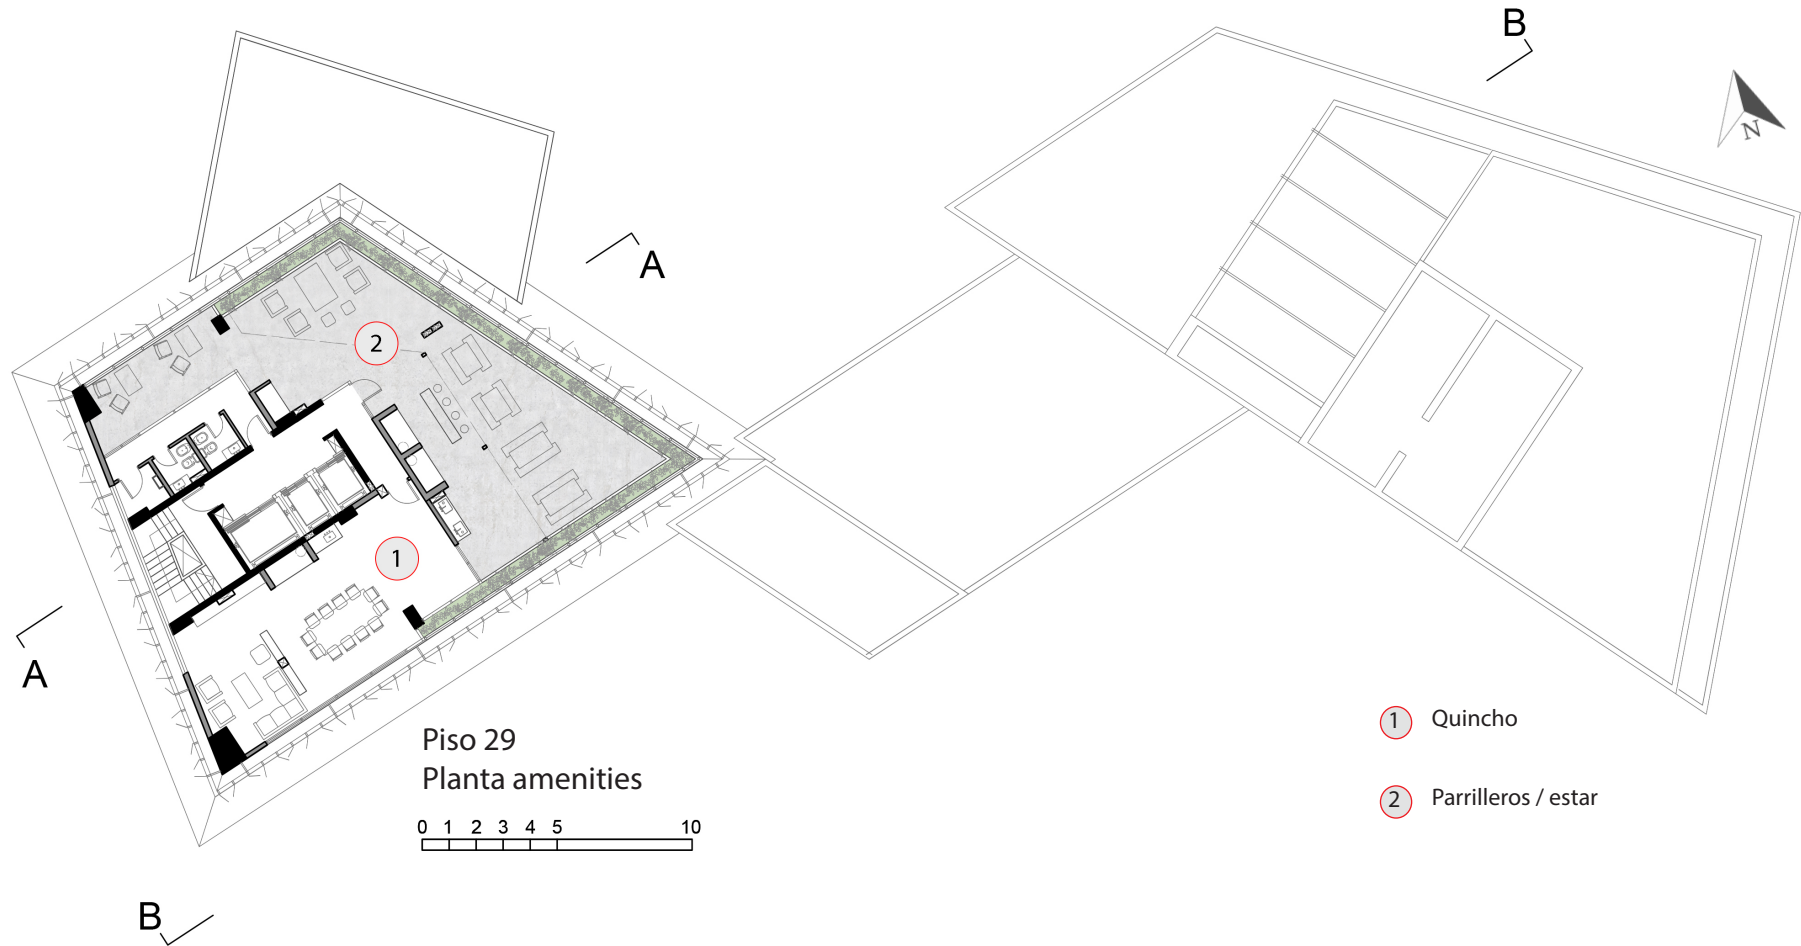 B
N
A
2
1
A
Piso 29
Planta amenities
0 1 2 3 4 5 10
1 Quincho
2 Parrilleros / estar
B